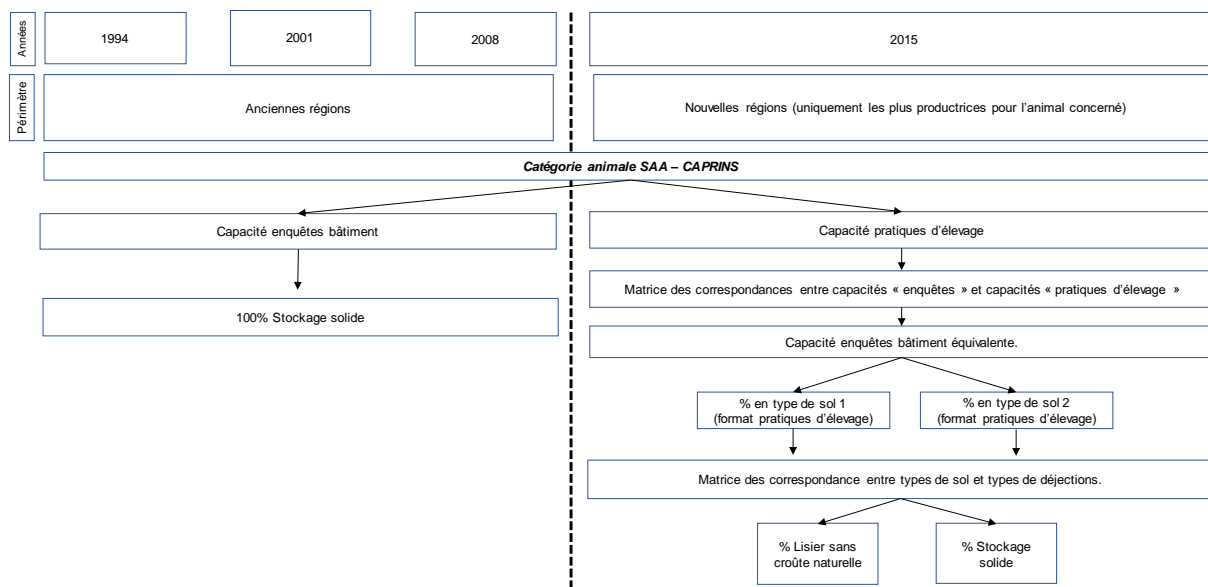 Années
1994
2001
2008
2015
Périmètre
Anciennes régions
Nouvelles régions (uniquement les plus productrices pour l'animal concerné)
Catégorie animale SAA – CAPRINS
Capacité enquêtes bâtiment
Capacité pratiques d'élevage
Matrice des correspondances entre capacités « enquêtes » et capacités « pratiques d'élevage »
100% Stockage solide
Capacité enquêtes bâtiment équivalente.
% en type de sol 1
(format pratiques d'élevage)
% en type de sol 2
(format pratiques d'élevage)
Matrice des correspondance entre types de sol et types de déjections.
% Lisier sans
croûte naturelle
% Stockage
solide